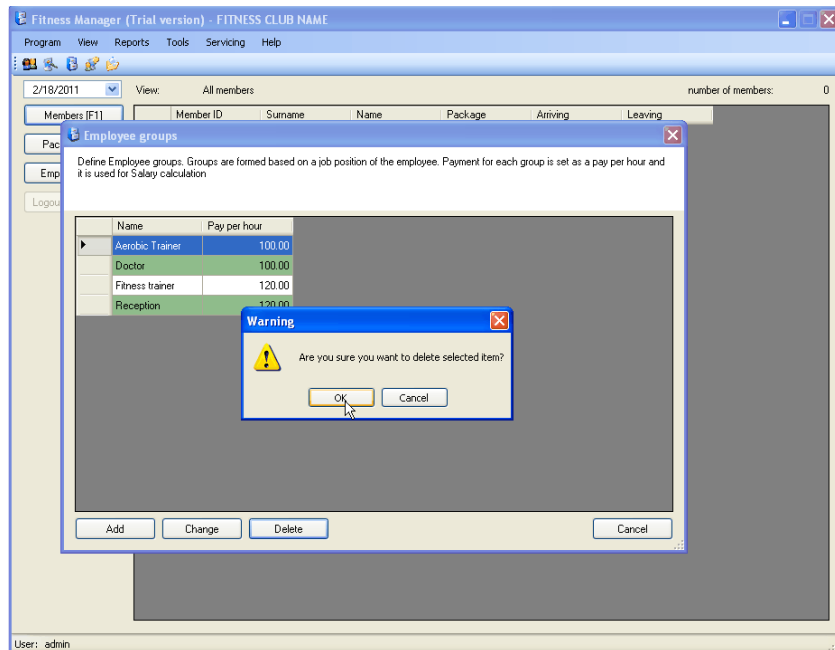 Fitness Manager (Trial version) - FITNESS CLUB NAME
Program View Reports Tools Servicing Help
2/18/2011 View: All members number of members: 0
Members [F1] Member ID Surname Name Package Arriving Leaving
Employee groups
Pac
Define Employee groups. Groups are formed based on a job position of the employee. Payment for each group is set as a pay per hour and
it is used for Salary calculation
Emp
Logou
Name Pay per hour
Aerobic Trainer 100.00
Doctor 100.00
Fitness trainer 120.00
Reception 120.00
Warning
Are you sure you want to delete selected item?
OK Cancel
Add Change Delete Cancel
User: admin